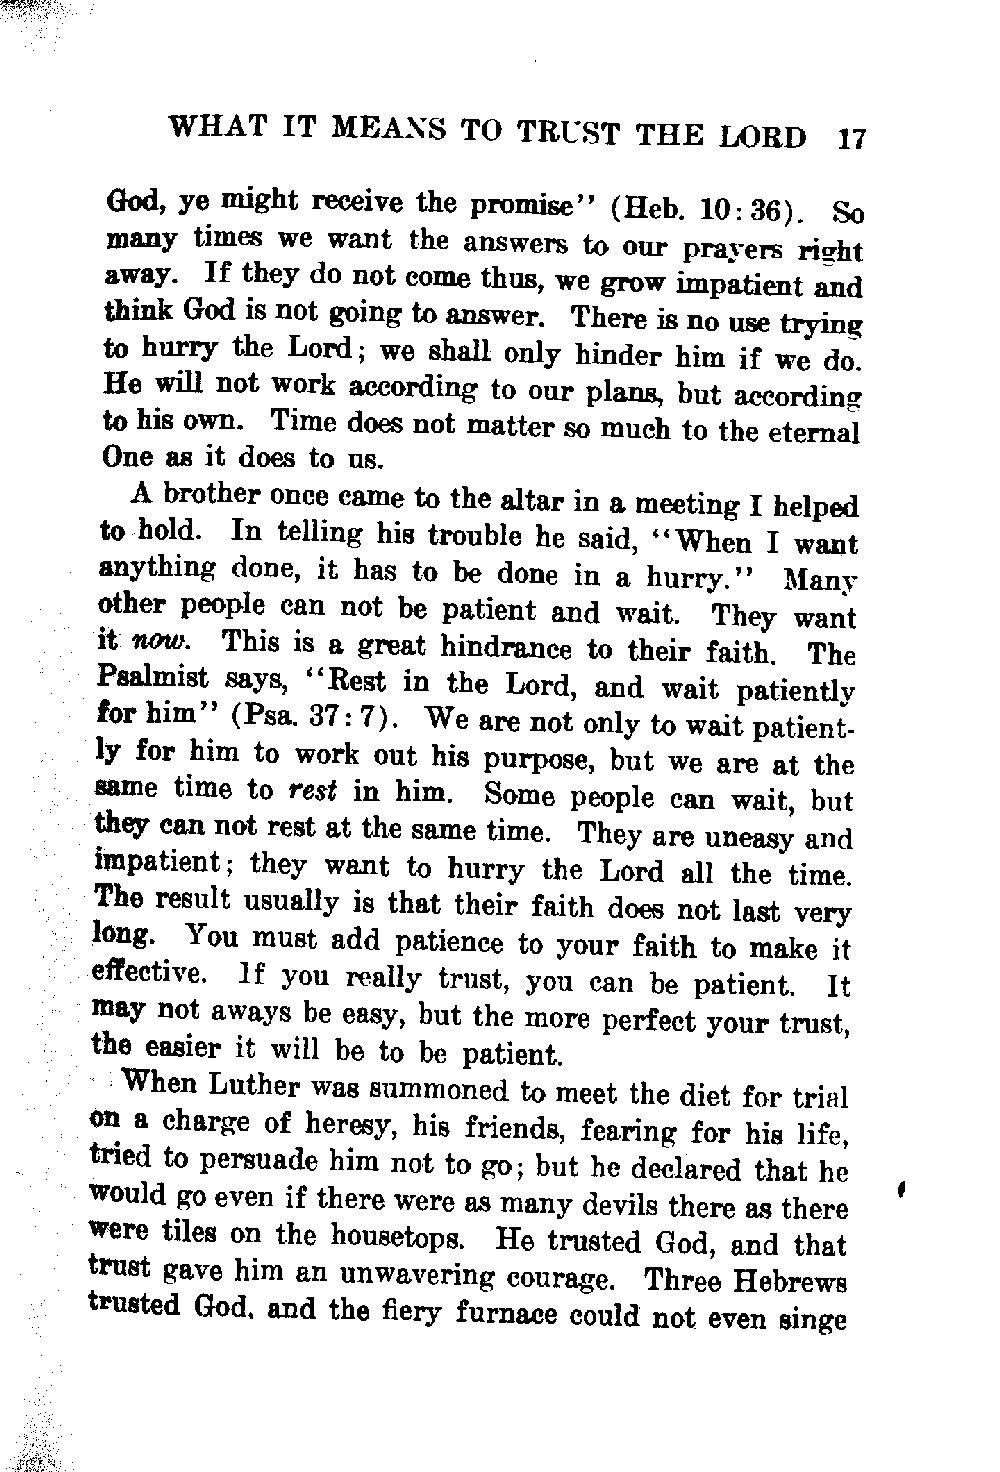 WHAT IT MEANS TO TRUST THE LORD 17
God, ye might receive the promise'' (Heb. 10: 36). So
many times we want the answers to our prayers right
away. If they do not come thus, we grow impatient and
think God is not going to answer. There is no use trying
to hurry the Lord; we shall only hinder him if we do.
He will not work according to our plans, but according
to his own. Time does not matter so much to the eternal
One as it does to us.
A brother once came to the altar in a meeting I helped
to hold. In telling his trouble he said, ``When I want
anything done, it has to be done in a hurry.'' Many
other people can not be patient and wait. They want
it now. This is a great hindrance to their faith. The
Psalmist says, ``Rest in the Lord, and wait patiently
for him'' (Psa. 37: 7). We are not only to wait patient-
ly for him to work out his purpose, but we are at the
same time to rest in him. Some people can wait, but
they can not rest at the same time. They are uneasy and
impatient; they want to hurry the Lord all the time.
The result usually is that their faith does not last very
long. You must add patience to your faith to make it
effective. If you really trust, you can be patient. It
may not aways be easy, but the more perfect your trust,
the easier it will be to be patient.
When Luther was summoned to meet the diet for trial
on a charge of heresy, his friends, fearing for his life,
tried to persuade him not to go; but he declared that he
would go even if there were as many devils there as there
were tiles on the housetops. He trusted God, and that
trust gave him an unwavering courage. Three Hebrews
trusted God, and the fiery furnace could not even singe